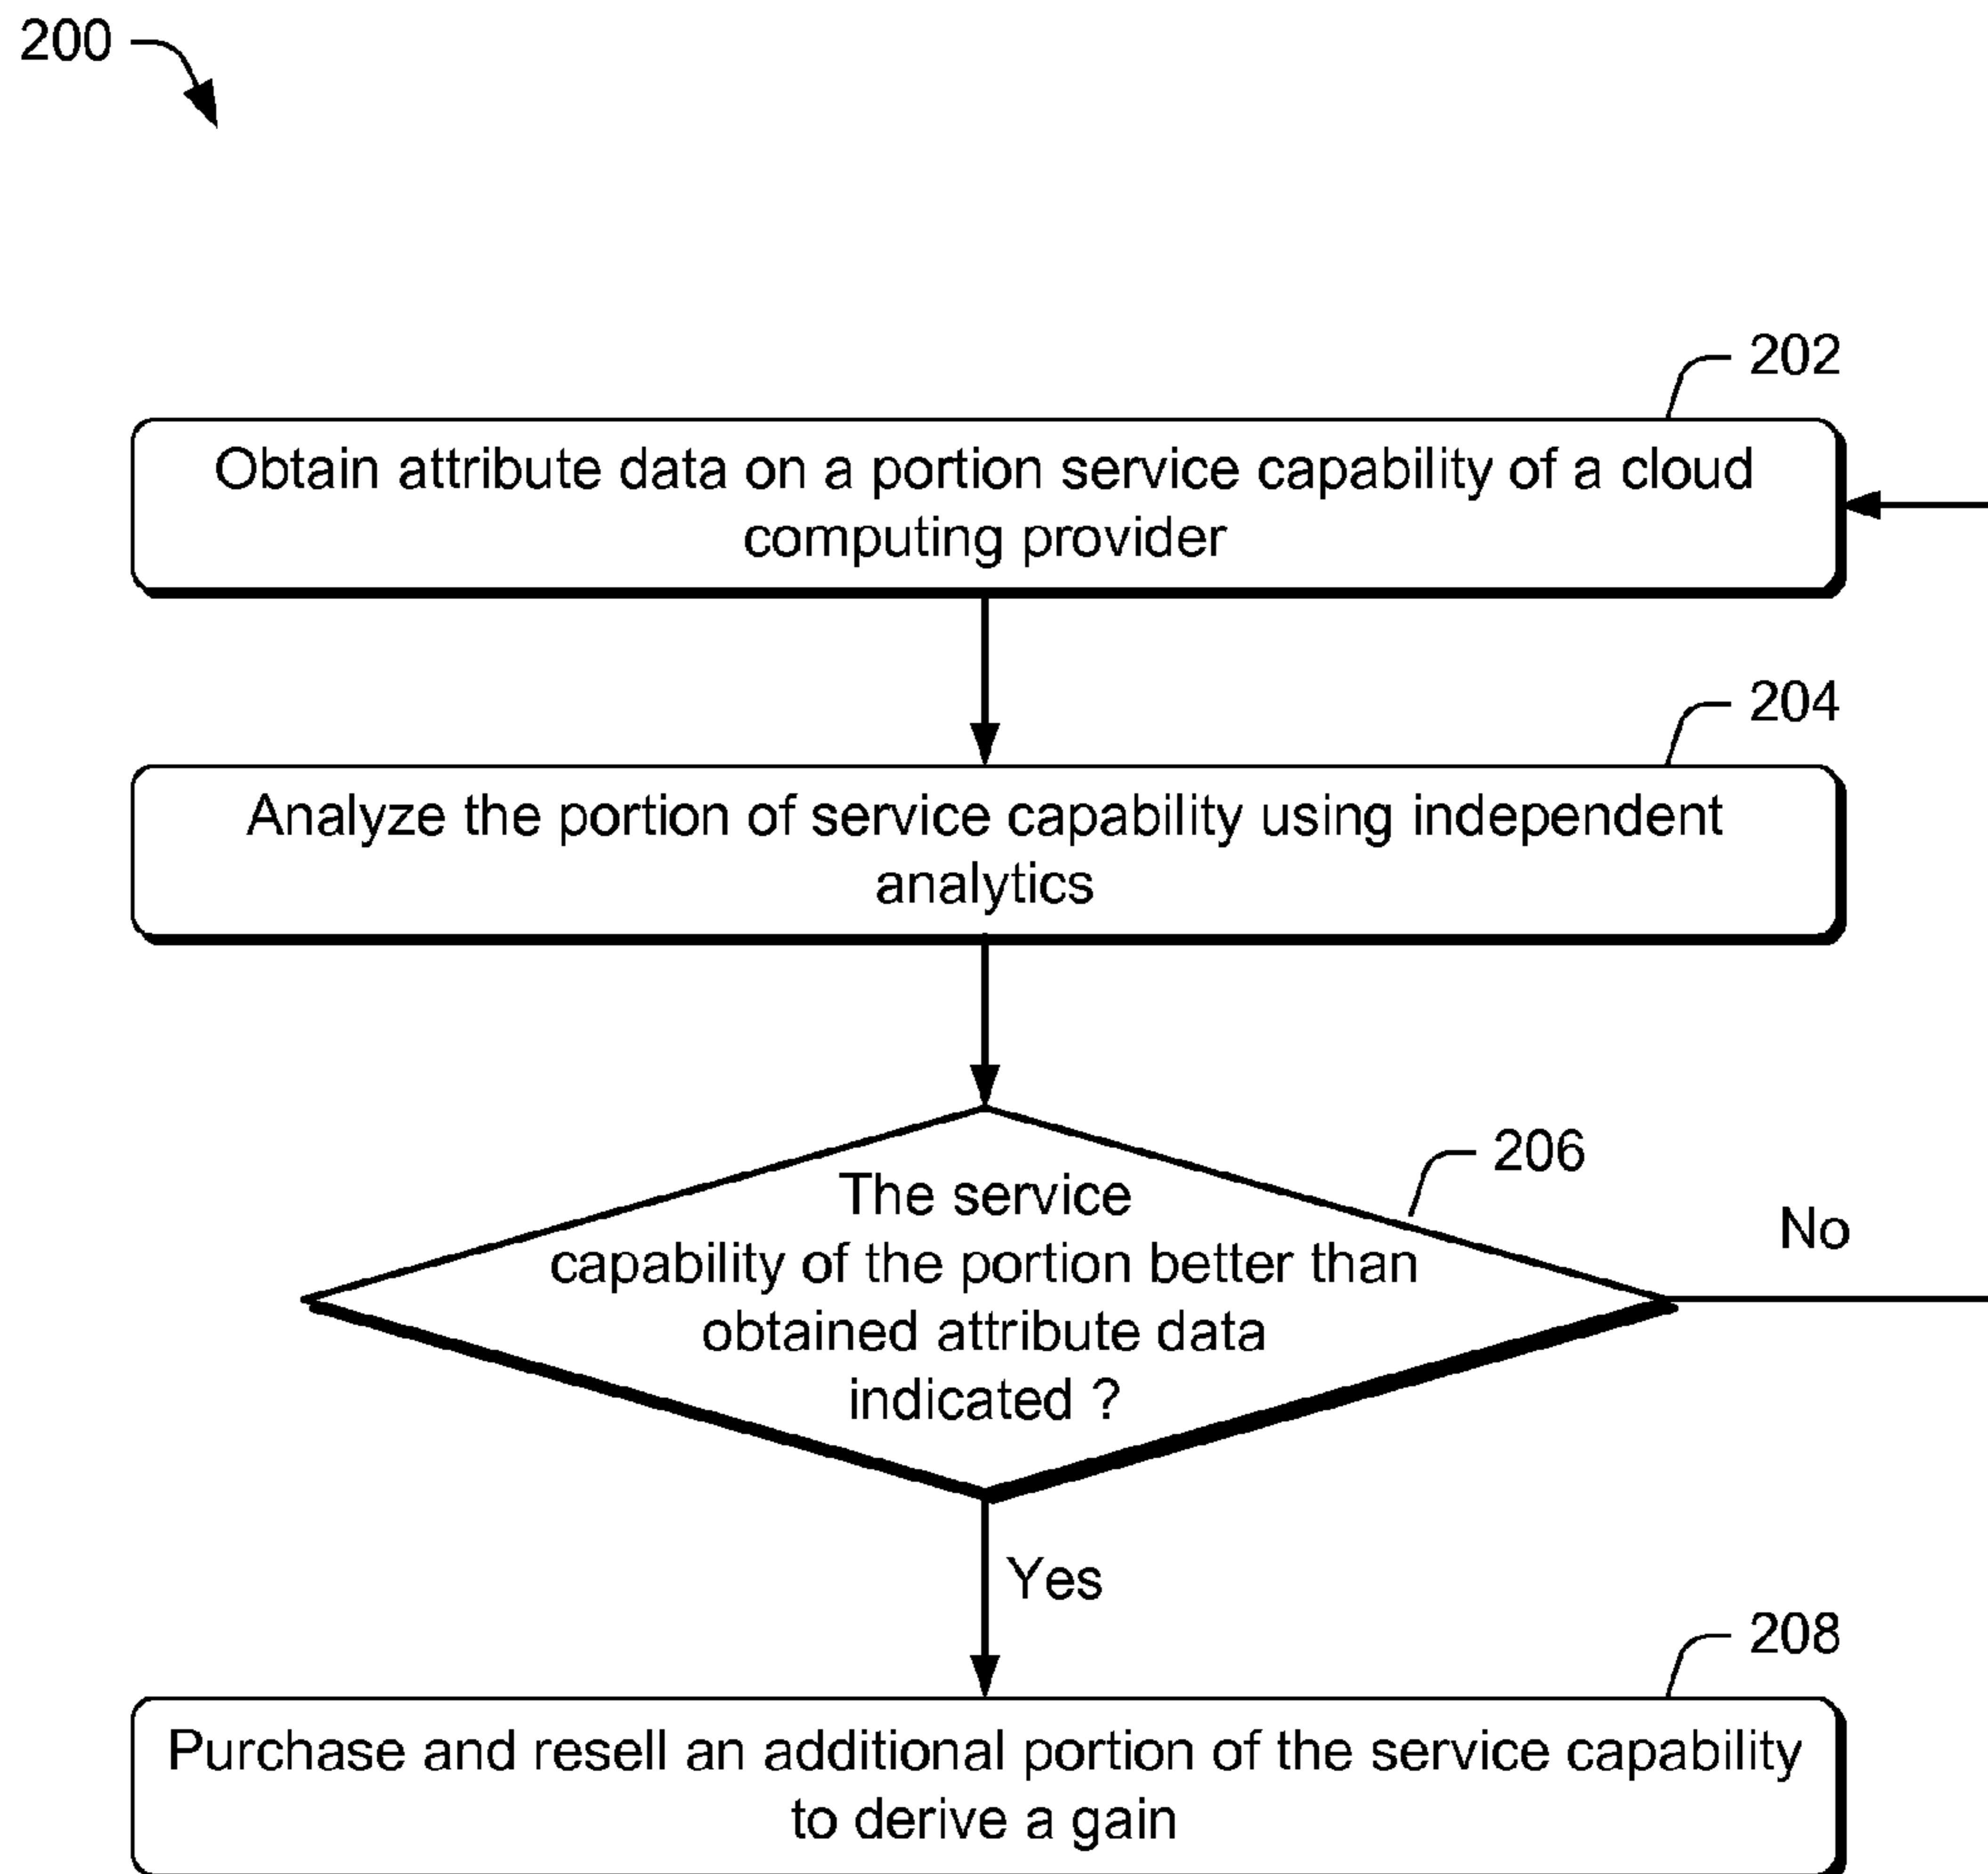 200
202
Obtain attribute data on a portion service capability of a cloud
computing provider
204
Analyze the portion of service capability using independent
analytics
206
The service
capability of the portion better than
obtained attribute data
indicated ?
No
Yes
208
Purchase and resell an additional portion of the service capability
to derive a gain